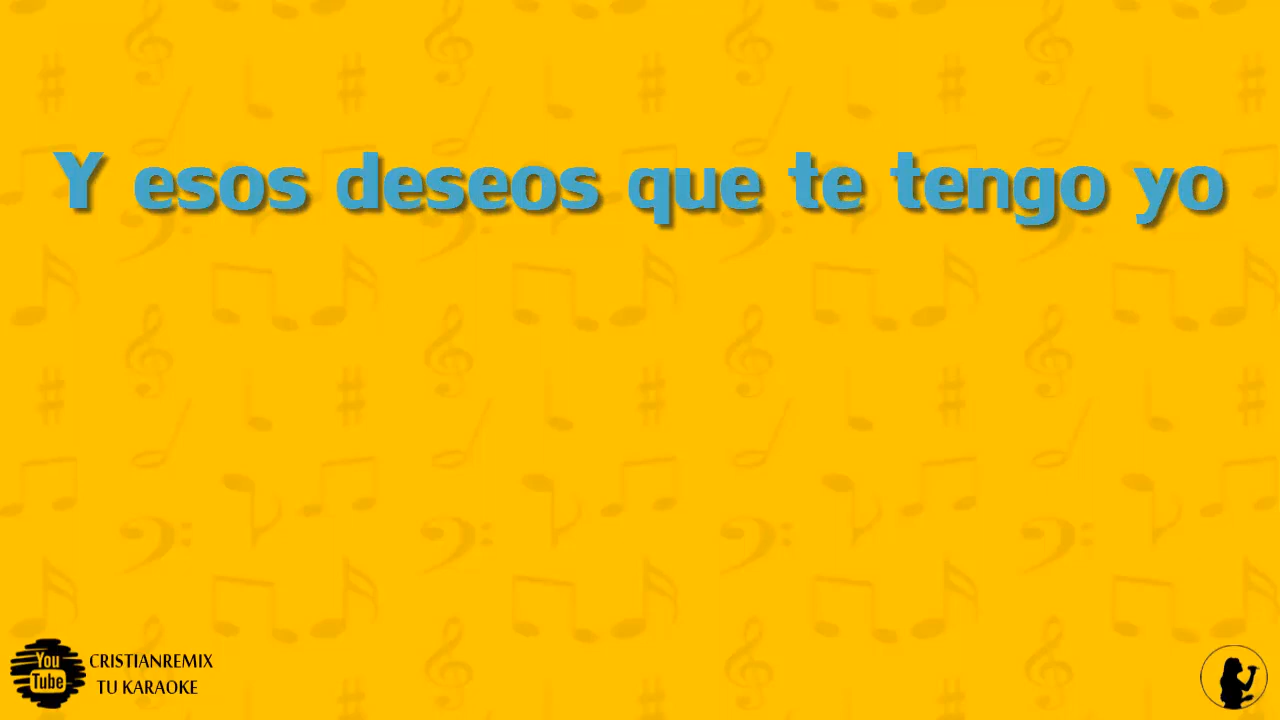 Y esos deseos que te tengo yo
You
Tube
CRISTIANREMIX
TU KARAOKE